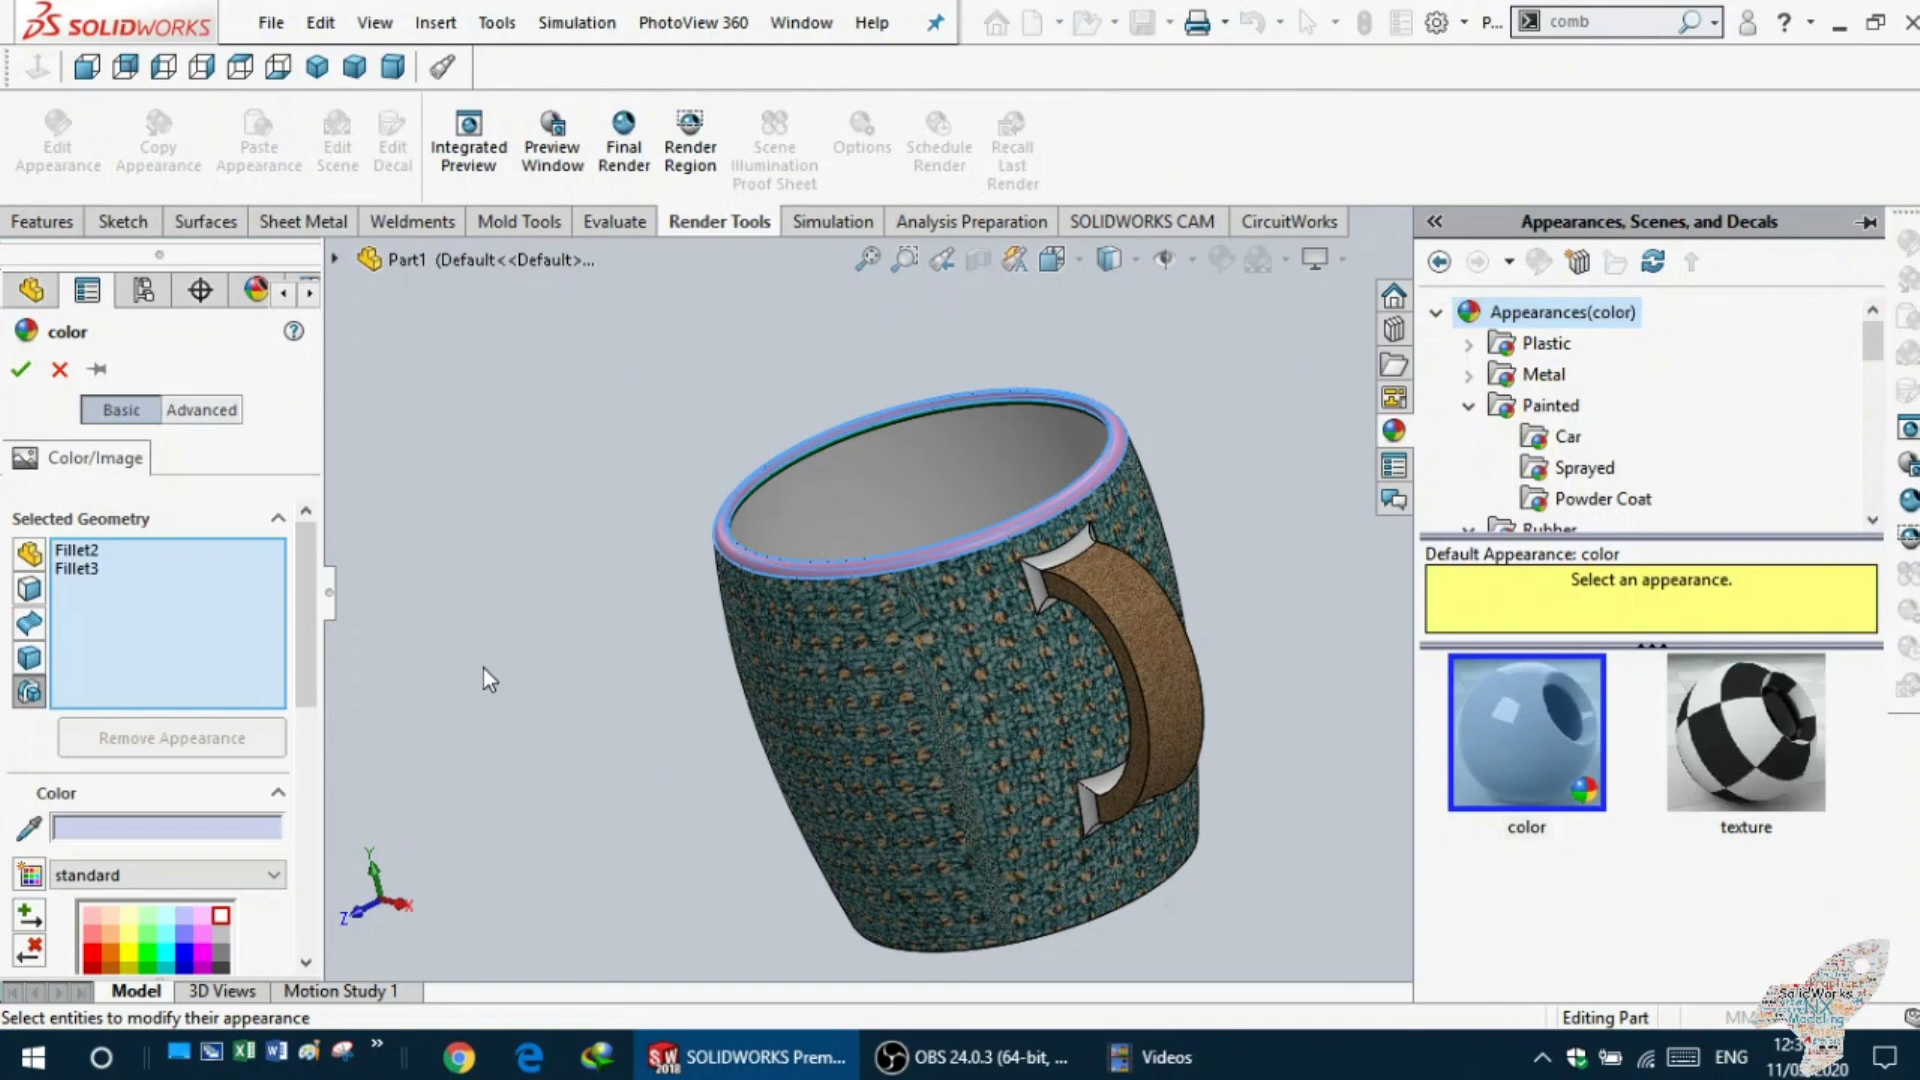 SOLIDWORKS
File Edit View Insert Tools Simulation PhotoView 360 Window Help
P... comb
Edit Appearance
Copy Appearance
Paste Appearance
Edit Scene
Edit Decal
Integrated Preview
Preview Window
Final Render
Render Region
Scene Illumination Proof Sheet
Options
Schedule Render
Recall Last Render
Features Sketch Surfaces Sheet Metal Weldments Mold Tools Evaluate Render Tools Simulation Analysis Preparation SOLIDWORKS CAM CircuitWorks
Part1 (Default<<Default>...
color
Basic Advanced
Color/Image
Selected Geometry
Fillet2
Fillet3
Remove Appearance
Color
standard
Y
Z
X
Appearances, Scenes, and Decals
Appearances(color)
Plastic
Metal
Painted
Car
Sprayed
Powder Coat
Rubber
Default Appearance: color
Select an appearance.
color texture
Model 3D Views Motion Study 1
Select entities to modify their appearance
Editing Part
SolidWorks
NX
Modeling
SW 2018 SOLIDWORKS Prem...
OBS 24.0.3 (64-bit, ...
Videos
ENG